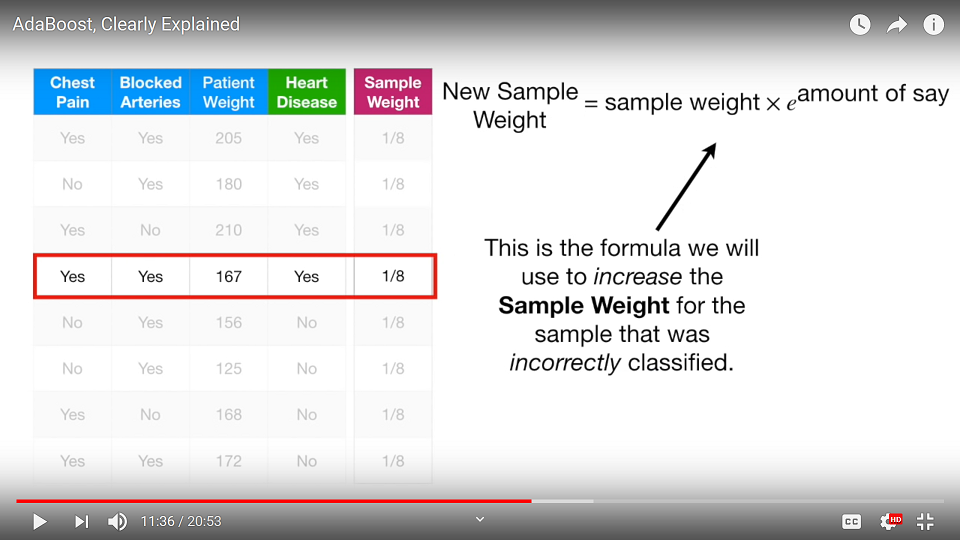 AdaBoost, Clearly Explained
Chest Pain Blocked Arteries Patient Weight Heart Disease Sample Weight
Yes Yes 205 Yes 1/8
No Yes 180 Yes 1/8
Yes No 210 Yes 1/8
Yes Yes 167 Yes 1/8
No Yes 156 No 1/8
No Yes 125 No 1/8
Yes No 168 No 1/8
Yes Yes 172 No 1/8
New Sample Weight = sample weight × e^amount of say
This is the formula we will
use to increase the
Sample Weight for the
sample that was
incorrectly classified.
11:36 / 20:53
CC
HD